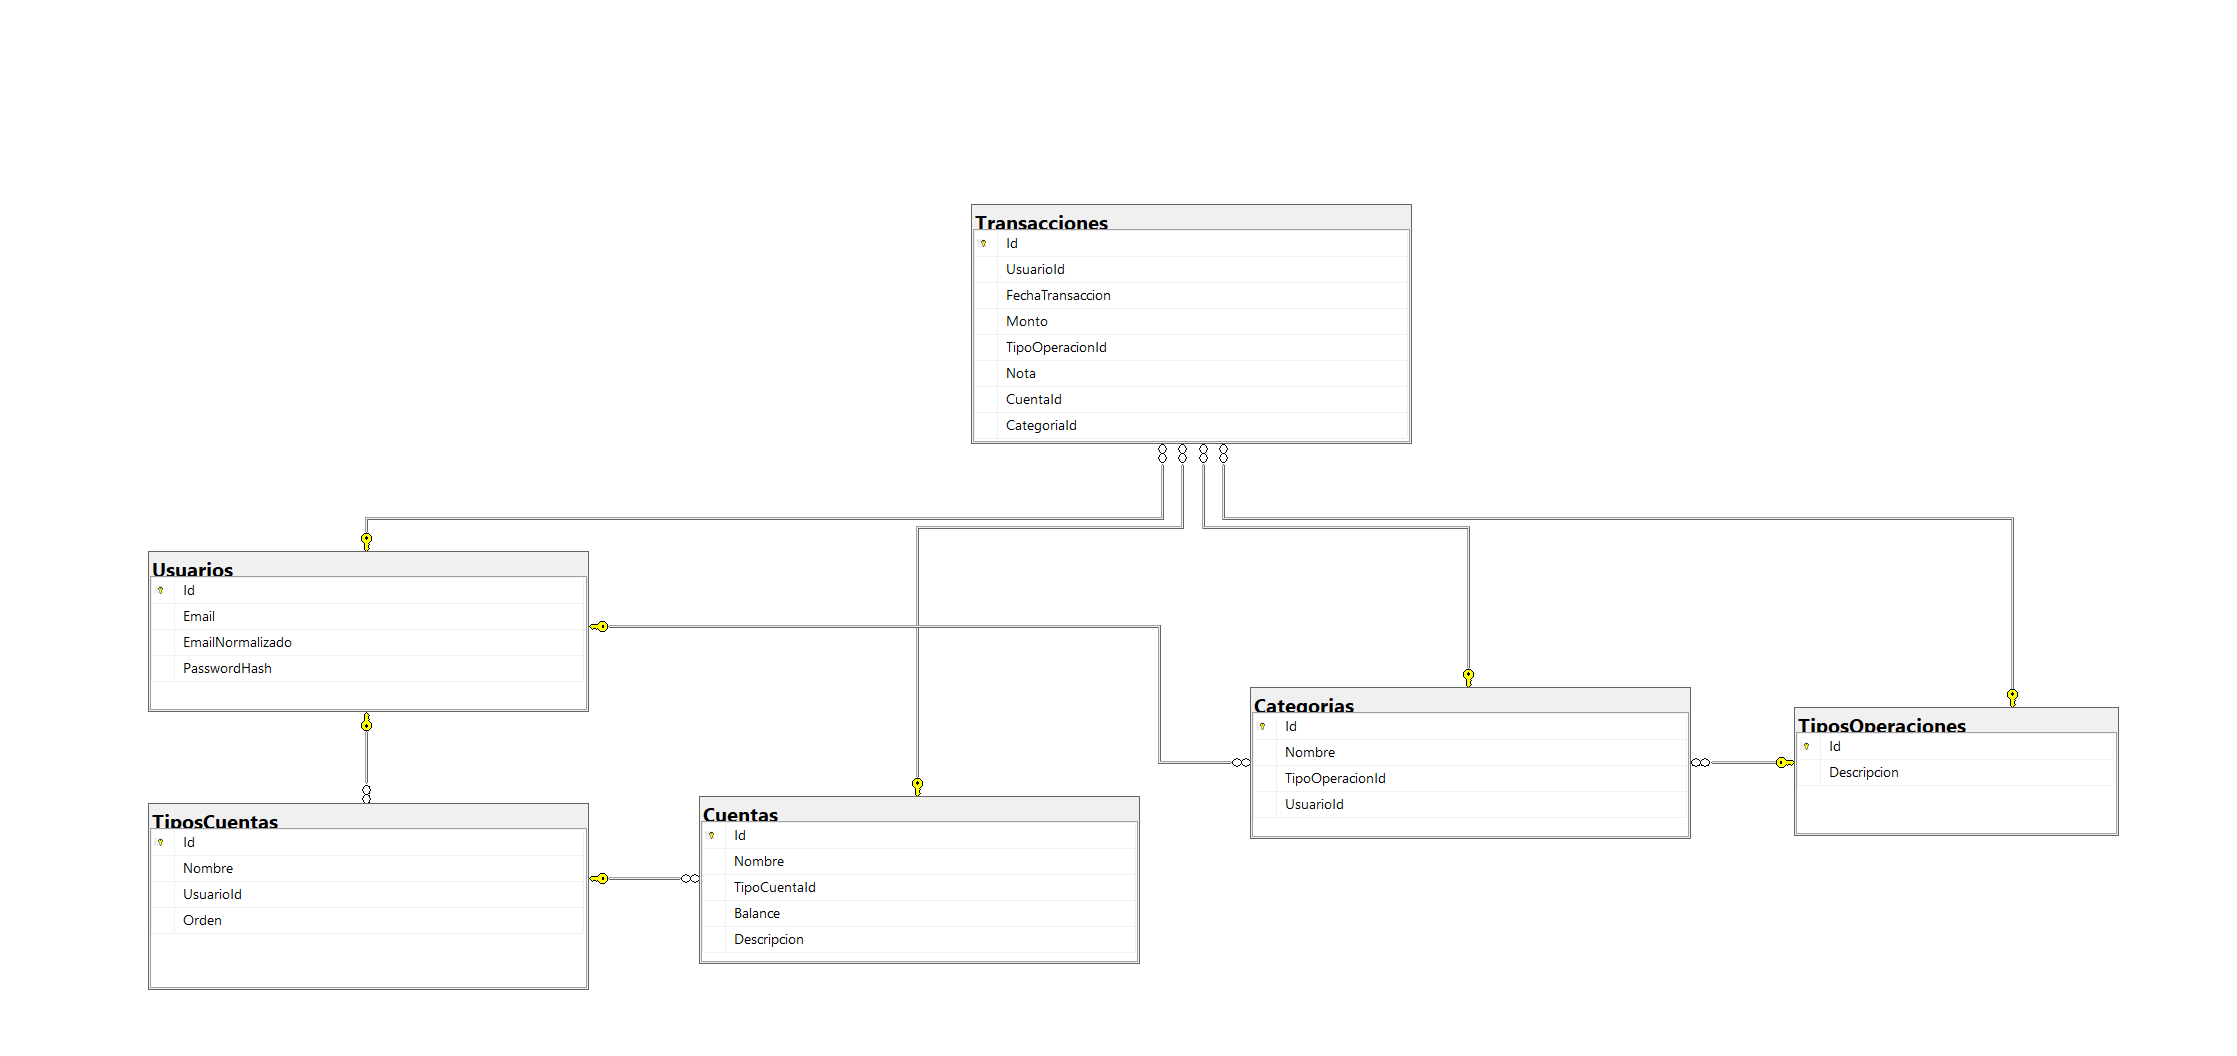 Transacciones
Id
UsuarioId
FechaTransaccion
Monto
TipoOperacionId
Nota
CuentaId
CategoriaId
Usuarios
Id
Email
EmailNormalizado
PasswordHash
TiposCuentas
Id
Nombre
UsuarioId
Orden
Cuentas
Id
Nombre
TipoCuentaId
Balance
Descripcion
Categorias
Id
Nombre
TipoOperacionId
UsuarioId
TiposOperaciones
Id
Descripcion